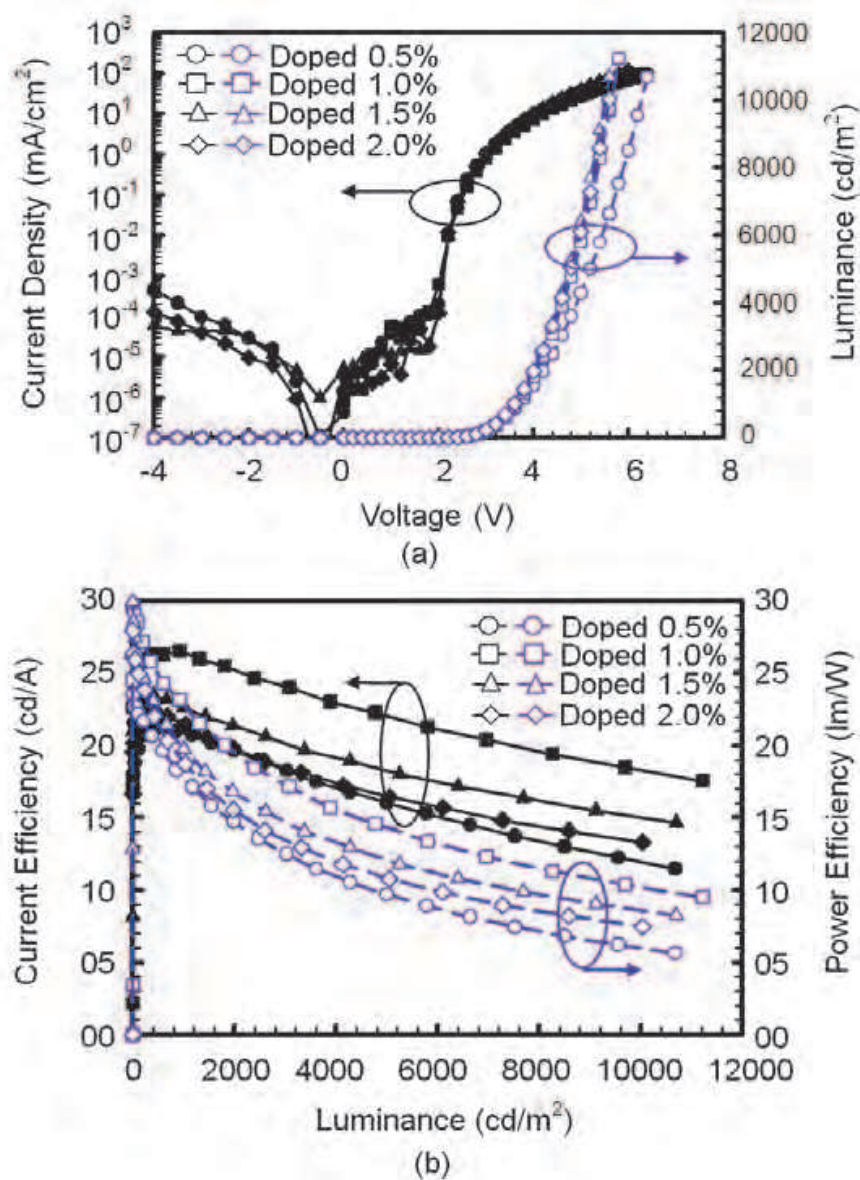 10³
10²
10¹
10⁰
10⁻¹
10⁻²
10⁻³
10⁻⁴
10⁻⁵
10⁻⁶
10⁻⁷
Current Density (mA/cm²)
Doped 0.5%
Doped 1.0%
Doped 1.5%
Doped 2.0%
12000
10000
8000
6000
4000
2000
0
Luminance (cd/m²)
-4 -2 0 2 4 6 8
Voltage (V)
(a)
30
25
20
15
10
05
00
Current Efficiency (cd/A)
Doped 0.5%
Doped 1.0%
Doped 1.5%
Doped 2.0%
30
25
20
15
10
05
00
Power Efficiency (lm/W)
0 2000 4000 6000 8000 10000 12000
Luminance (cd/m²)
(b)